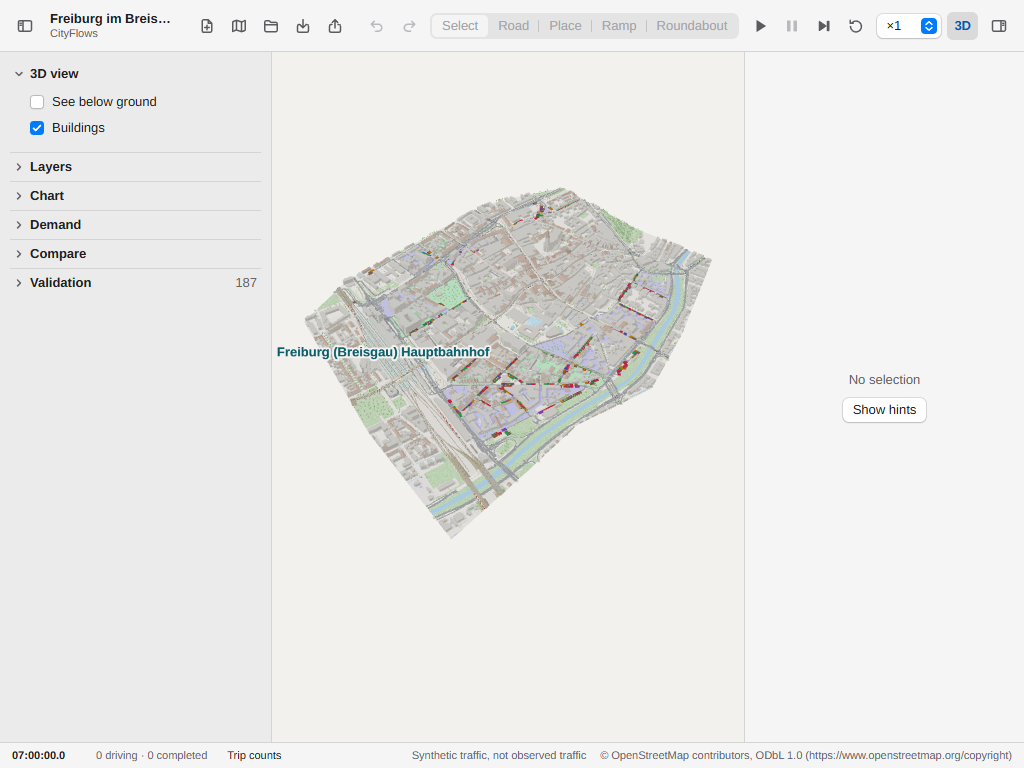 Freiburg im Breis…
CityFlows
Select
Road
Place
Ramp
Roundabout
×1
3D
3D view
See below ground
Buildings
Layers
Chart
Demand
Compare
Validation 187
Freiburg (Breisgau) Hauptbahnhof
No selection
Show hints
07:00:00.0
0 driving · 0 completed
Trip counts
Synthetic traffic, not observed traffic
© OpenStreetMap contributors, ODbL 1.0 (https://www.openstreetmap.org/copyright)